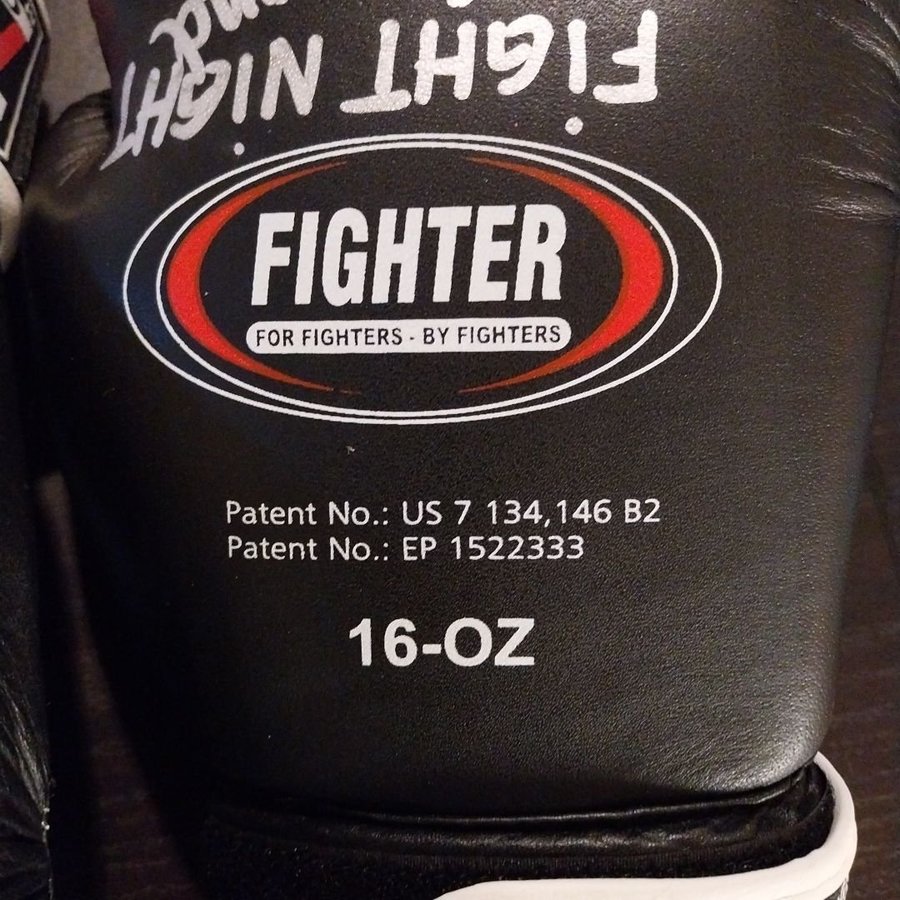 FIGHT NIGHT
FIGHTER
FOR FIGHTERS - BY FIGHTERS
Patent No.: US 7 134,146 B2
Patent No.: EP 1522333
16-OZ